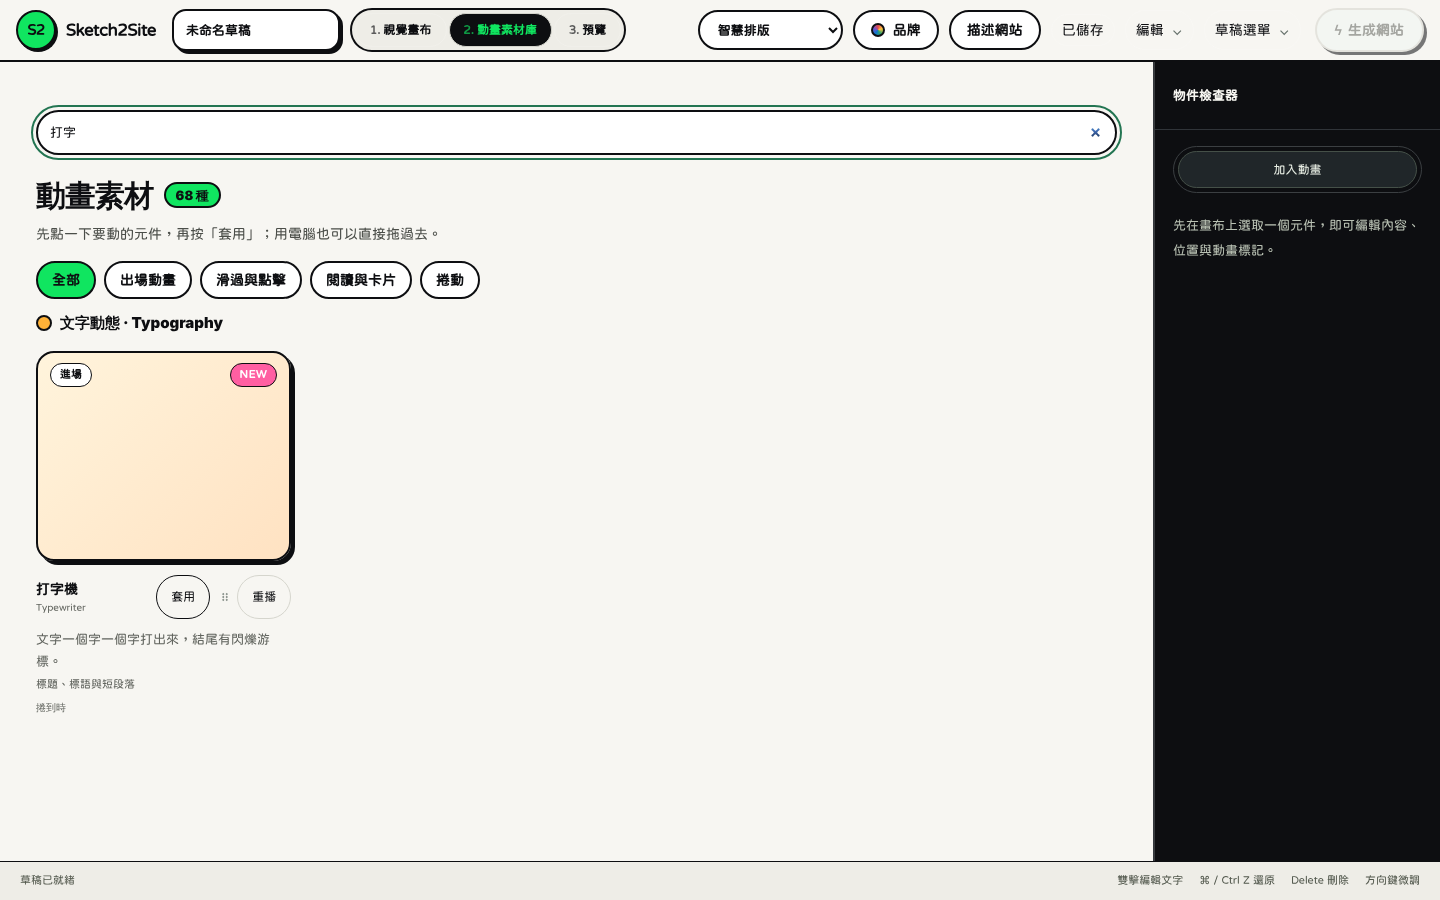 S2 Sketch2Site 未命名草稿 1. 視覺畫布 2. 動畫素材庫 3. 預覽 智慧排版 品牌 描述網站 已儲存 編輯 草稿選單 ϟ 生成網站
打字 ×
動畫素材 68 種
先點一下要動的元件，再按「套用」；用電腦也可以直接拖過去。
全部 出場動畫 滑過與點擊 閱讀與卡片 捲動
文字動態 · Typography
進場 NEW
打字機 套用 ⠿ 重播
Typewriter
文字一個字一個字打出來，結尾有閃爍游
標。
標題、標語與短段落
捲到時
物件檢查器
加入動畫
先在畫布上選取一個元件，即可編輯內容、
位置與動畫標記。
草稿已就緒 雙擊編輯文字 ⌘ / Ctrl Z 還原 Delete 刪除 方向鍵微調